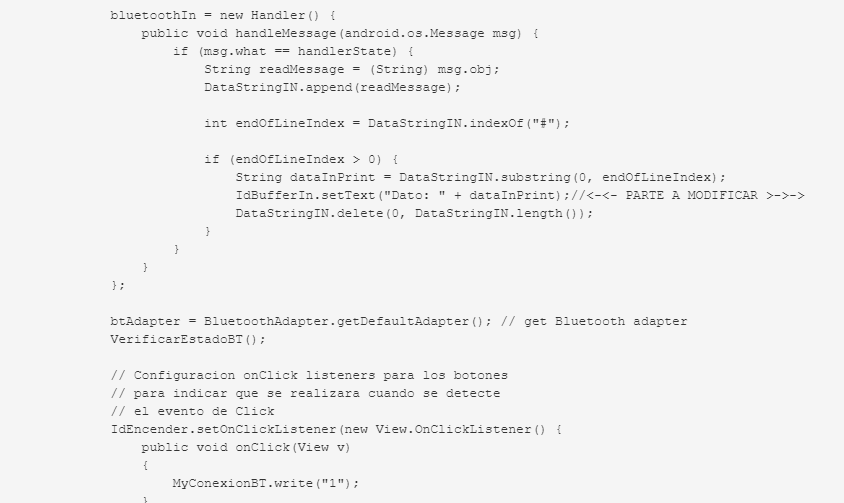 bluetoothIn = new Handler() {
    public void handleMessage(android.os.Message msg) {
        if (msg.what == handlerState) {
            String readMessage = (String) msg.obj;
            DataStringIN.append(readMessage);

            int endOfLineIndex = DataStringIN.indexOf("#");

            if (endOfLineIndex > 0) {
                String dataInPrint = DataStringIN.substring(0, endOfLineIndex);
                IdBufferIn.setText("Dato: " + dataInPrint);//<-<- PARTE A MODIFICAR >->->
                DataStringIN.delete(0, DataStringIN.length());
            }
        }
    }
};

btAdapter = BluetoothAdapter.getDefaultAdapter(); // get Bluetooth adapter
VerificarEstadoBT();

// Configuracion onClick listeners para los botones
// para indicar que se realizara cuando se detecte
// el evento de Click
IdEncender.setOnClickListener(new View.OnClickListener() {
    public void onClick(View v)
    {
        MyConexionBT.write("1");
    }